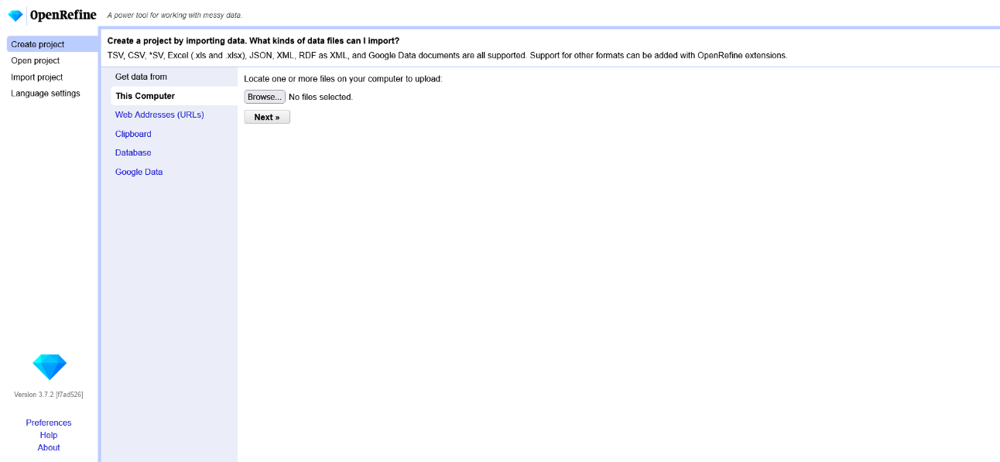 OpenRefine
A power tool for working with messy data.
Create project
Open project
Import project
Language settings
Create a project by importing data. What kinds of data files can I import?
TSV, CSV, *SV, Excel (.xls and .xlsx), JSON, XML, RDF as XML, and Google Data documents are all supported. Support for other formats can be added with OpenRefine extensions.
Get data from
This Computer
Web Addresses (URLs)
Clipboard
Database
Google Data
Locate one or more files on your computer to upload:
Browse... No files selected.
Next »
Version 3.7.2 [f7ad526]
Preferences
Help
About